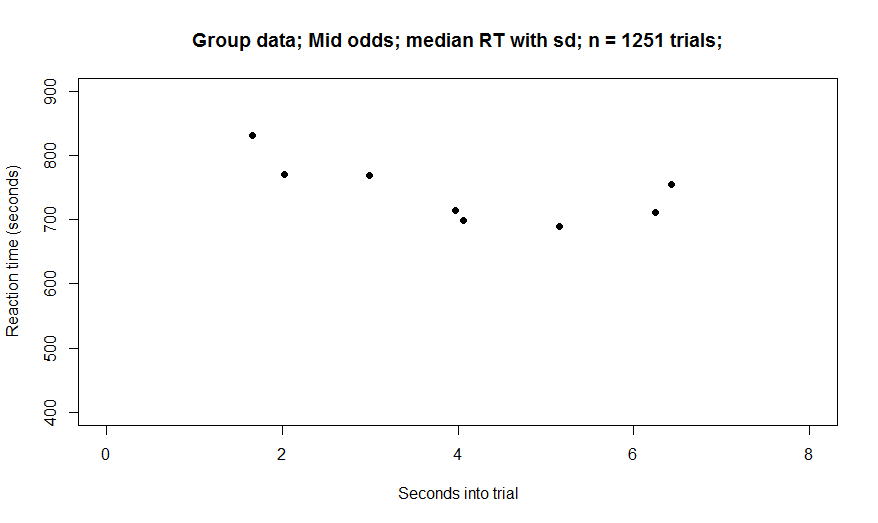 Group data; Mid odds; median RT with sd; n = 1251 trials;
Reaction time (seconds)
900
800
700
600
500
400
0 2 4 6 8
Seconds into trial